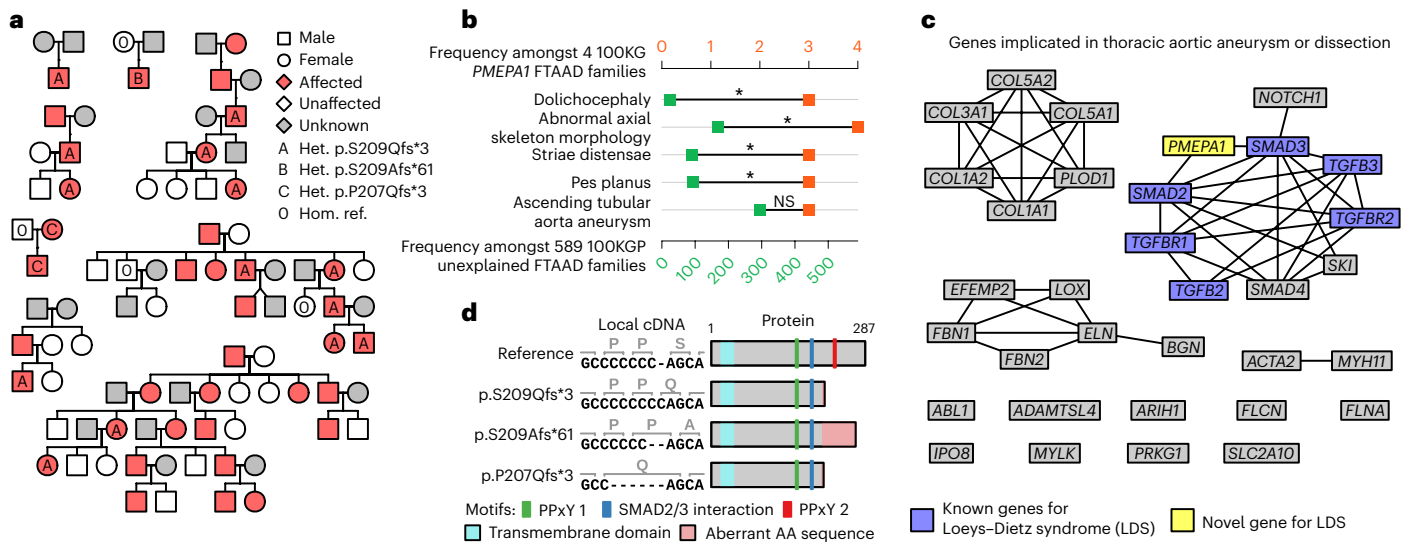 a
0
A
B
A
A
A
A
A
A
Male
Female
Affected
Unaffected
Unknown
A Het. p.S209Qfs*3
B Het. p.S209Afs*61
C Het. p.P207Qfs*3
0 Hom. ref.
0
C
C
0
A
A
0
A
A
A
A
A
A
b
Frequency amongst 4 100KG
PMEPA1 FTAAD families
0 1 2 3 4
Dolichocephaly
*
Abnormal axial
skeleton morphology
*
Striae distensae
*
Pes planus
*
Ascending tubular
aorta aneurysm
NS
Frequency amongst 589 100KGP
unexplained FTAAD families
0 100 200 300 400 500
c
Genes implicated in thoracic aortic aneurysm or dissection
COL5A2
COL3A1
COL5A1
COL1A2
PLOD1
COL1A1
NOTCH1
PMEPA1
SMAD3
TGFB3
SMAD2
TGFBR2
TGFBR1
SKI
TGFB2
SMAD4
EFEMP2
LOX
FBN1
ELN
FBN2
BGN
ACTA2
MYH11
ABL1
ADAMTSL4
ARIH1
FLCN
FLNA
IPO8
MYLK
PRKG1
SLC2A10
Known genes for
Loeys–Dietz syndrome (LDS)
Novel gene for LDS
d
Local cDNA
1 Protein 287
Reference
P P S
GCCCCCCC-AGCA
p.S209Qfs*3
P P Q
GCCCCCCCCAGCA
p.S209Afs*61
P P A
GCCCCCC--AGCA
p.P207Qfs*3
Q
GCC------AGCA
Motifs: PPxY 1 SMAD2/3 interaction PPxY 2
Transmembrane domain Aberrant AA sequence